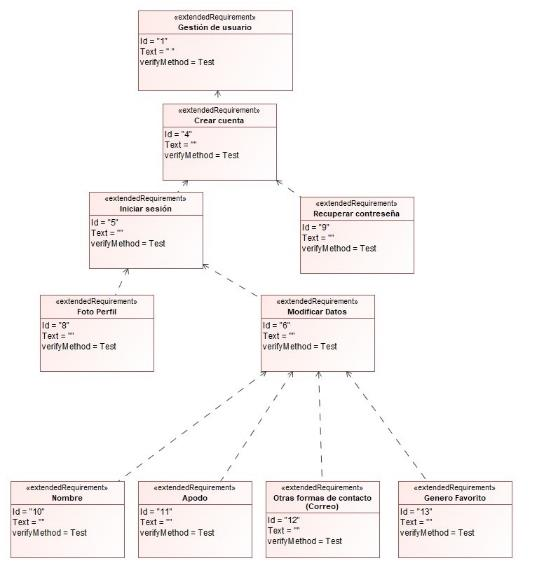 «extendedRequirement»
Gestión de usuario
Id = "1"
Text = " "
verifyMethod = Test
«extendedRequirement»
Crear cuenta
Id = "4"
Text = ""
verifyMethod = Test
«extendedRequirement»
Iniciar sesión
Id = "5"
Text = ""
verifyMethod = Test
«extendedRequirement»
Recuperar contreseña
Id = "9"
Text = ""
verifyMethod = Test
«extendedRequirement»
Foto Perfil
Id = "8"
Text = ""
verifyMethod = Test
«extendedRequirement»
Modificar Datos
Id = "6"
Text = ""
verifyMethod = Test
«extendedRequirement»
Nombre
Id = "10"
Text = ""
verifyMethod = Test
«extendedRequirement»
Apodo
Id = "11"
Text = ""
verifyMethod = Test
«extendedRequirement»
Otras formas de contacto
(Correo)
Id = "12"
Text = ""
verifyMethod = Test
«extendedRequirement»
Genero Favorito
Id = "13"
Text = ""
verifyMethod = Test